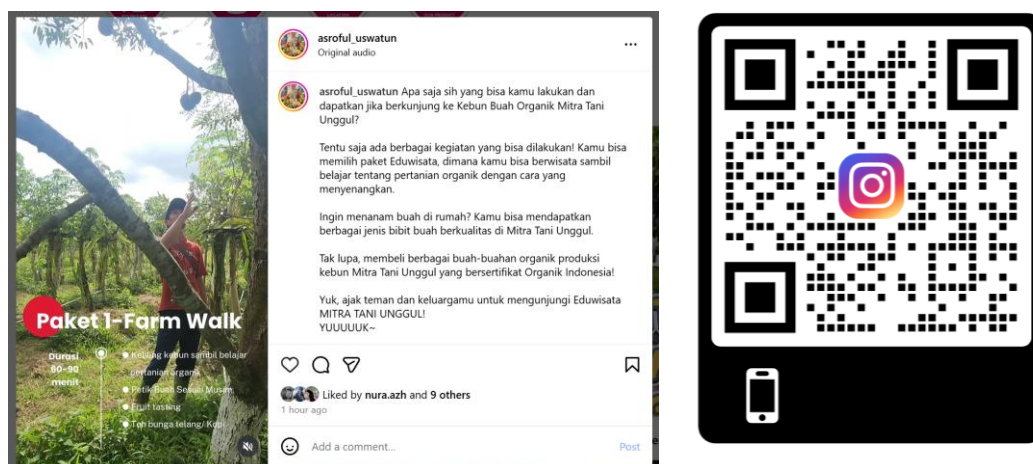 Paket 1-Farm Walk
Durasi
60-90
menit
Keliling kebun sambil belajar
pertanian organik
Petik Buah Sesuai Musim
Fruit tasting
Teh bunga telang/ Kopi
asroful_uswatun
Original audio
asroful_uswatun Apa saja sih yang bisa kamu lakukan dan
dapatkan jika berkunjung ke Kebun Buah Organik Mitra Tani
Unggul?
Tentu saja ada berbagai kegiatan yang bisa dilakukan! Kamu bisa
memilih paket Eduwisata, dimana kamu bisa berwisata sambil
belajar tentang pertanian organik dengan cara yang
menyenangkan.
Ingin menanam buah di rumah? Kamu bisa mendapatkan
berbagai jenis bibit buah berkualitas di Mitra Tani Unggul.
Tak lupa, membeli berbagai buah-buahan organik produksi
kebun Mitra Tani Unggul yang bersertifikat Organik Indonesia!
Yuk, ajak teman dan keluargamu untuk mengunjungi Eduwisata
MITRA TANI UNGGUL!
YUUUUUK~
Liked by nura.azh and 9 others
1 hour ago
Add a comment...
Post